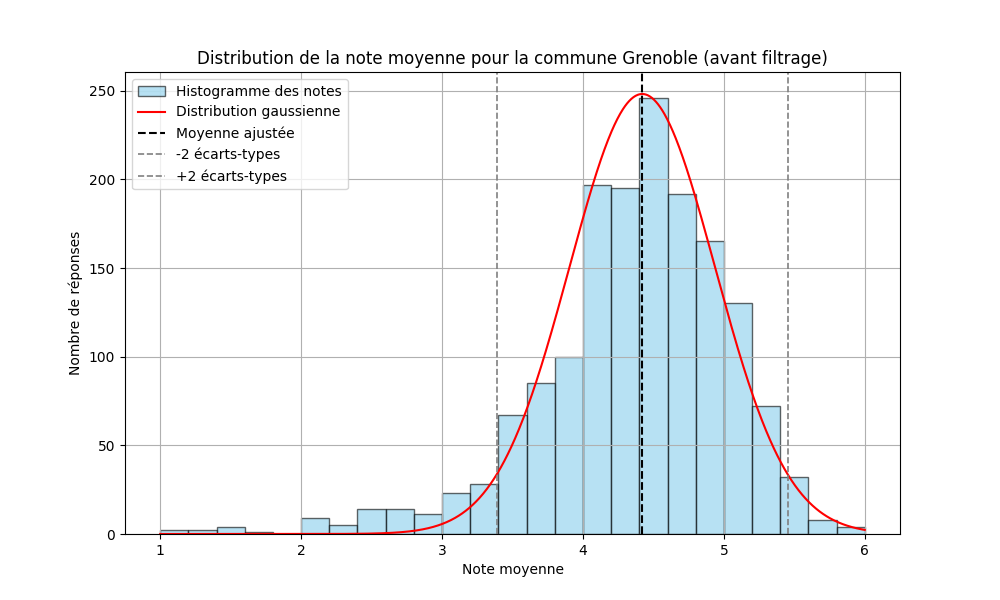 Distribution de la note moyenne pour la commune Grenoble (avant filtrage)
Histogramme des notes
Distribution gaussienne
Moyenne ajustée
-2 écarts-types
+2 écarts-types
Nombre de réponses
250
200
150
100
50
0
1 2 3 4 5 6
Note moyenne